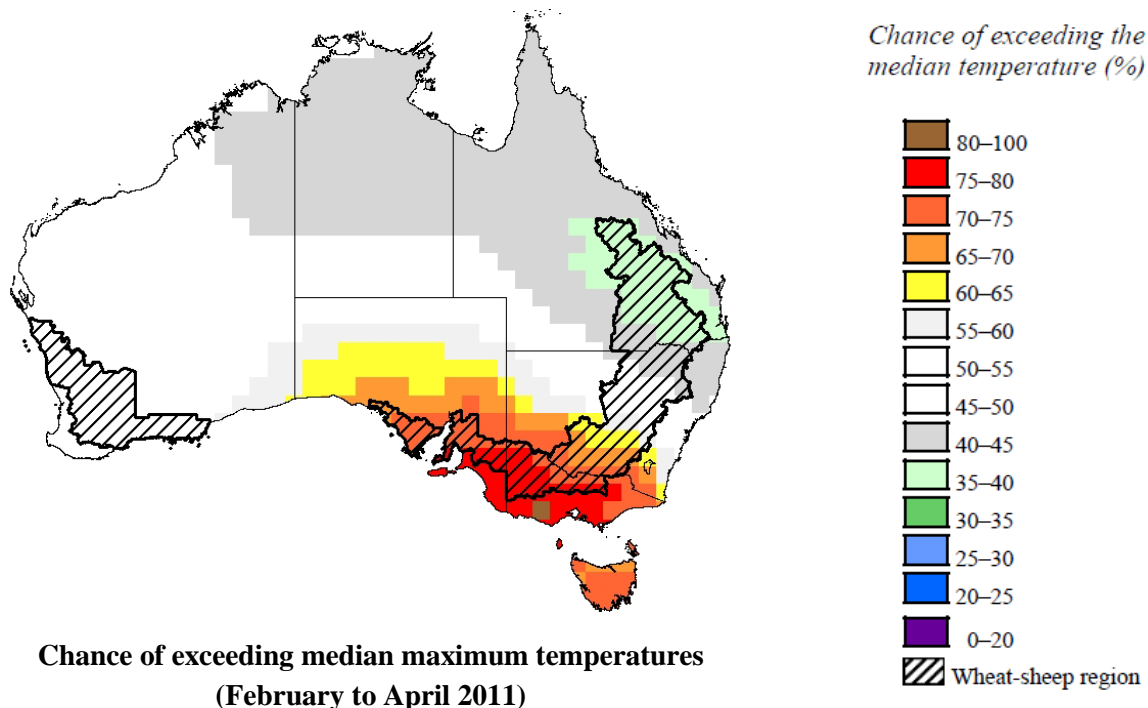 Chance of exceeding the
median temperature (%)
80–100
75–80
70–75
65–70
60–65
55–60
50–55
45–50
40–45
35–40
30–35
25–30
20–25
0–20
Wheat-sheep region
Chance of exceeding median maximum temperatures
(February to April 2011)